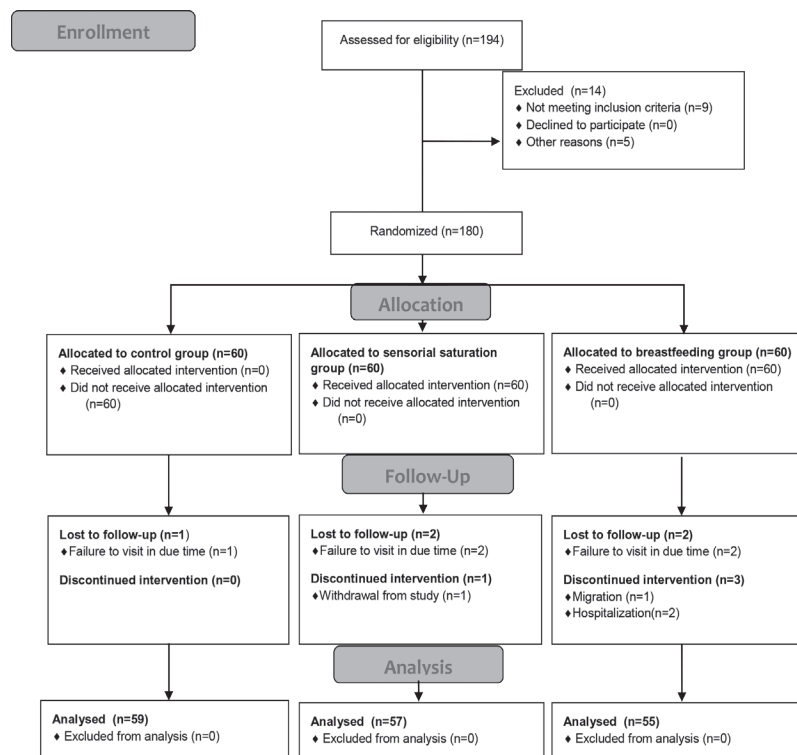 Enrollment
Assessed for eligibility (n=194)
Excluded (n=14)
♦ Not meeting inclusion criteria (n=9)
♦ Declined to participate (n=0)
♦ Other reasons (n=5)
Randomized (n=180)
Allocation
Allocated to control group (n=60)
♦ Received allocated intervention (n=0)
♦ Did not receive allocated intervention
(n=60)
Allocated to sensorial saturation
group (n=60)
♦ Received allocated intervention (n=60)
♦ Did not receive allocated intervention
(n=0)
Allocated to breastfeeding group (n=60)
♦ Received allocated intervention (n=60)
♦ Did not receive allocated intervention
(n=0)
Follow-Up
Lost to follow-up (n=1)
♦Failure to visit in due time (n=1)
Discontinued intervention (n=0)
Lost to follow-up (n=2)
♦Failure to visit in due time (n=2)
Discontinued intervention (n=1)
♦Withdrawal from study (n=1)
Lost to follow-up (n=2)
♦Failure to visit in due time (n=2)
Discontinued intervention (n=3)
♦Migration (n=1)
♦Hospitalization(n=2)
Analysis
Analysed (n=59)
♦ Excluded from analysis (n=0)
Analysed (n=57)
♦ Excluded from analysis (n=0)
Analysed (n=55)
♦ Excluded from analysis (n=0)